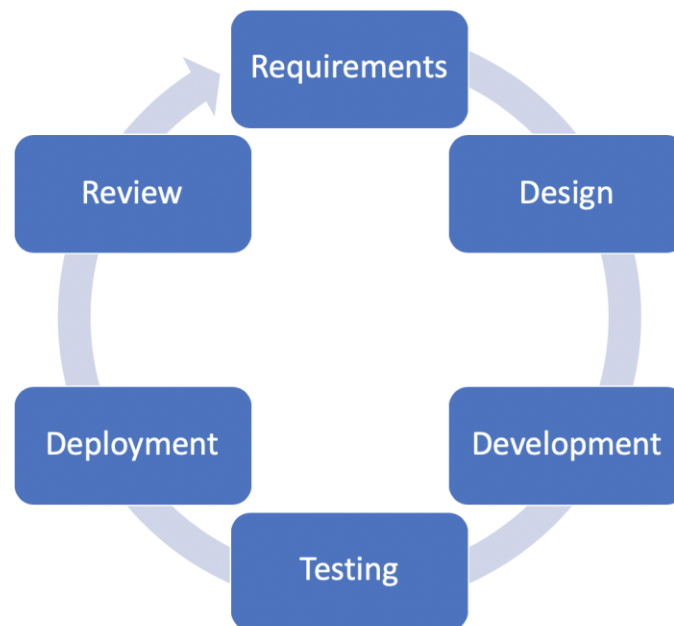 Requirements
Design
Development
Testing
Deployment
Review